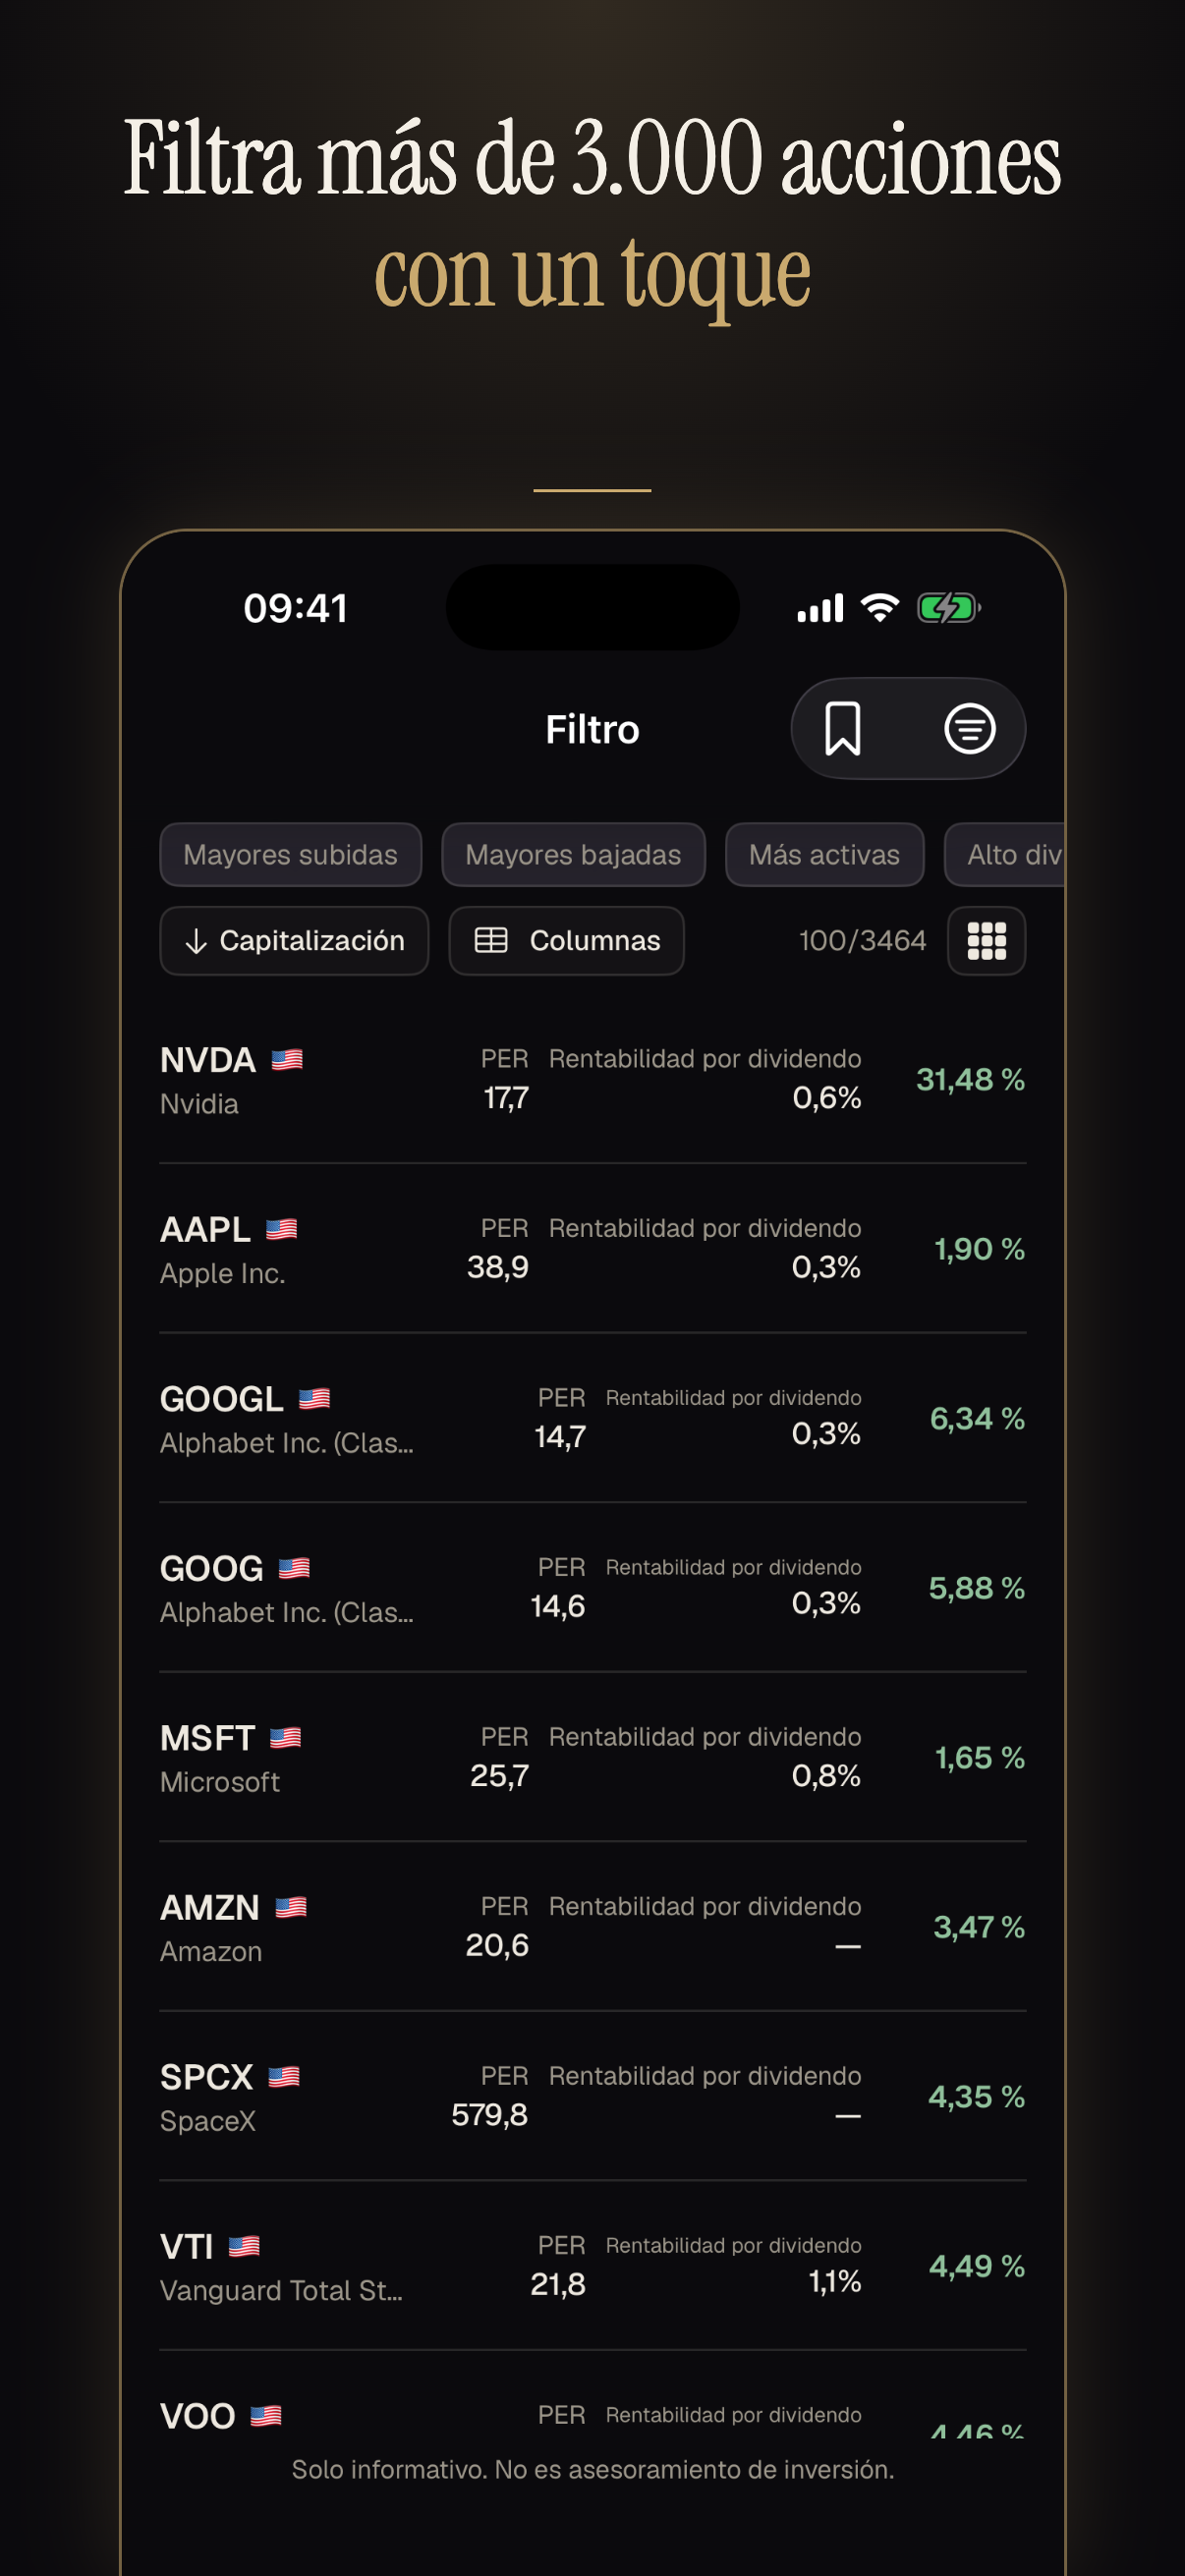 Filtra más de 3.000 acciones
con un toque
09:41
Filtro
Mayores subidas Mayores bajadas Más activas Alto div
↓ Capitalización Columnas 100/3464
NVDA PER Rentabilidad por dividendo
Nvidia 17,7 0,6% 31,48 %
AAPL PER Rentabilidad por dividendo
Apple Inc. 38,9 0,3% 1,90 %
GOOGL PER Rentabilidad por dividendo
Alphabet Inc. (Clas... 14,7 0,3% 6,34 %
GOOG PER Rentabilidad por dividendo
Alphabet Inc. (Clas... 14,6 0,3% 5,88 %
MSFT PER Rentabilidad por dividendo
Microsoft 25,7 0,8% 1,65 %
AMZN PER Rentabilidad por dividendo
Amazon 20,6 — 3,47 %
SPCX PER Rentabilidad por dividendo
SpaceX 579,8 — 4,35 %
VTI PER Rentabilidad por dividendo
Vanguard Total St... 21,8 1,1% 4,49 %
VOO PER Rentabilidad por dividendo 4,46 %
Solo informativo. No es asesoramiento de inversión.